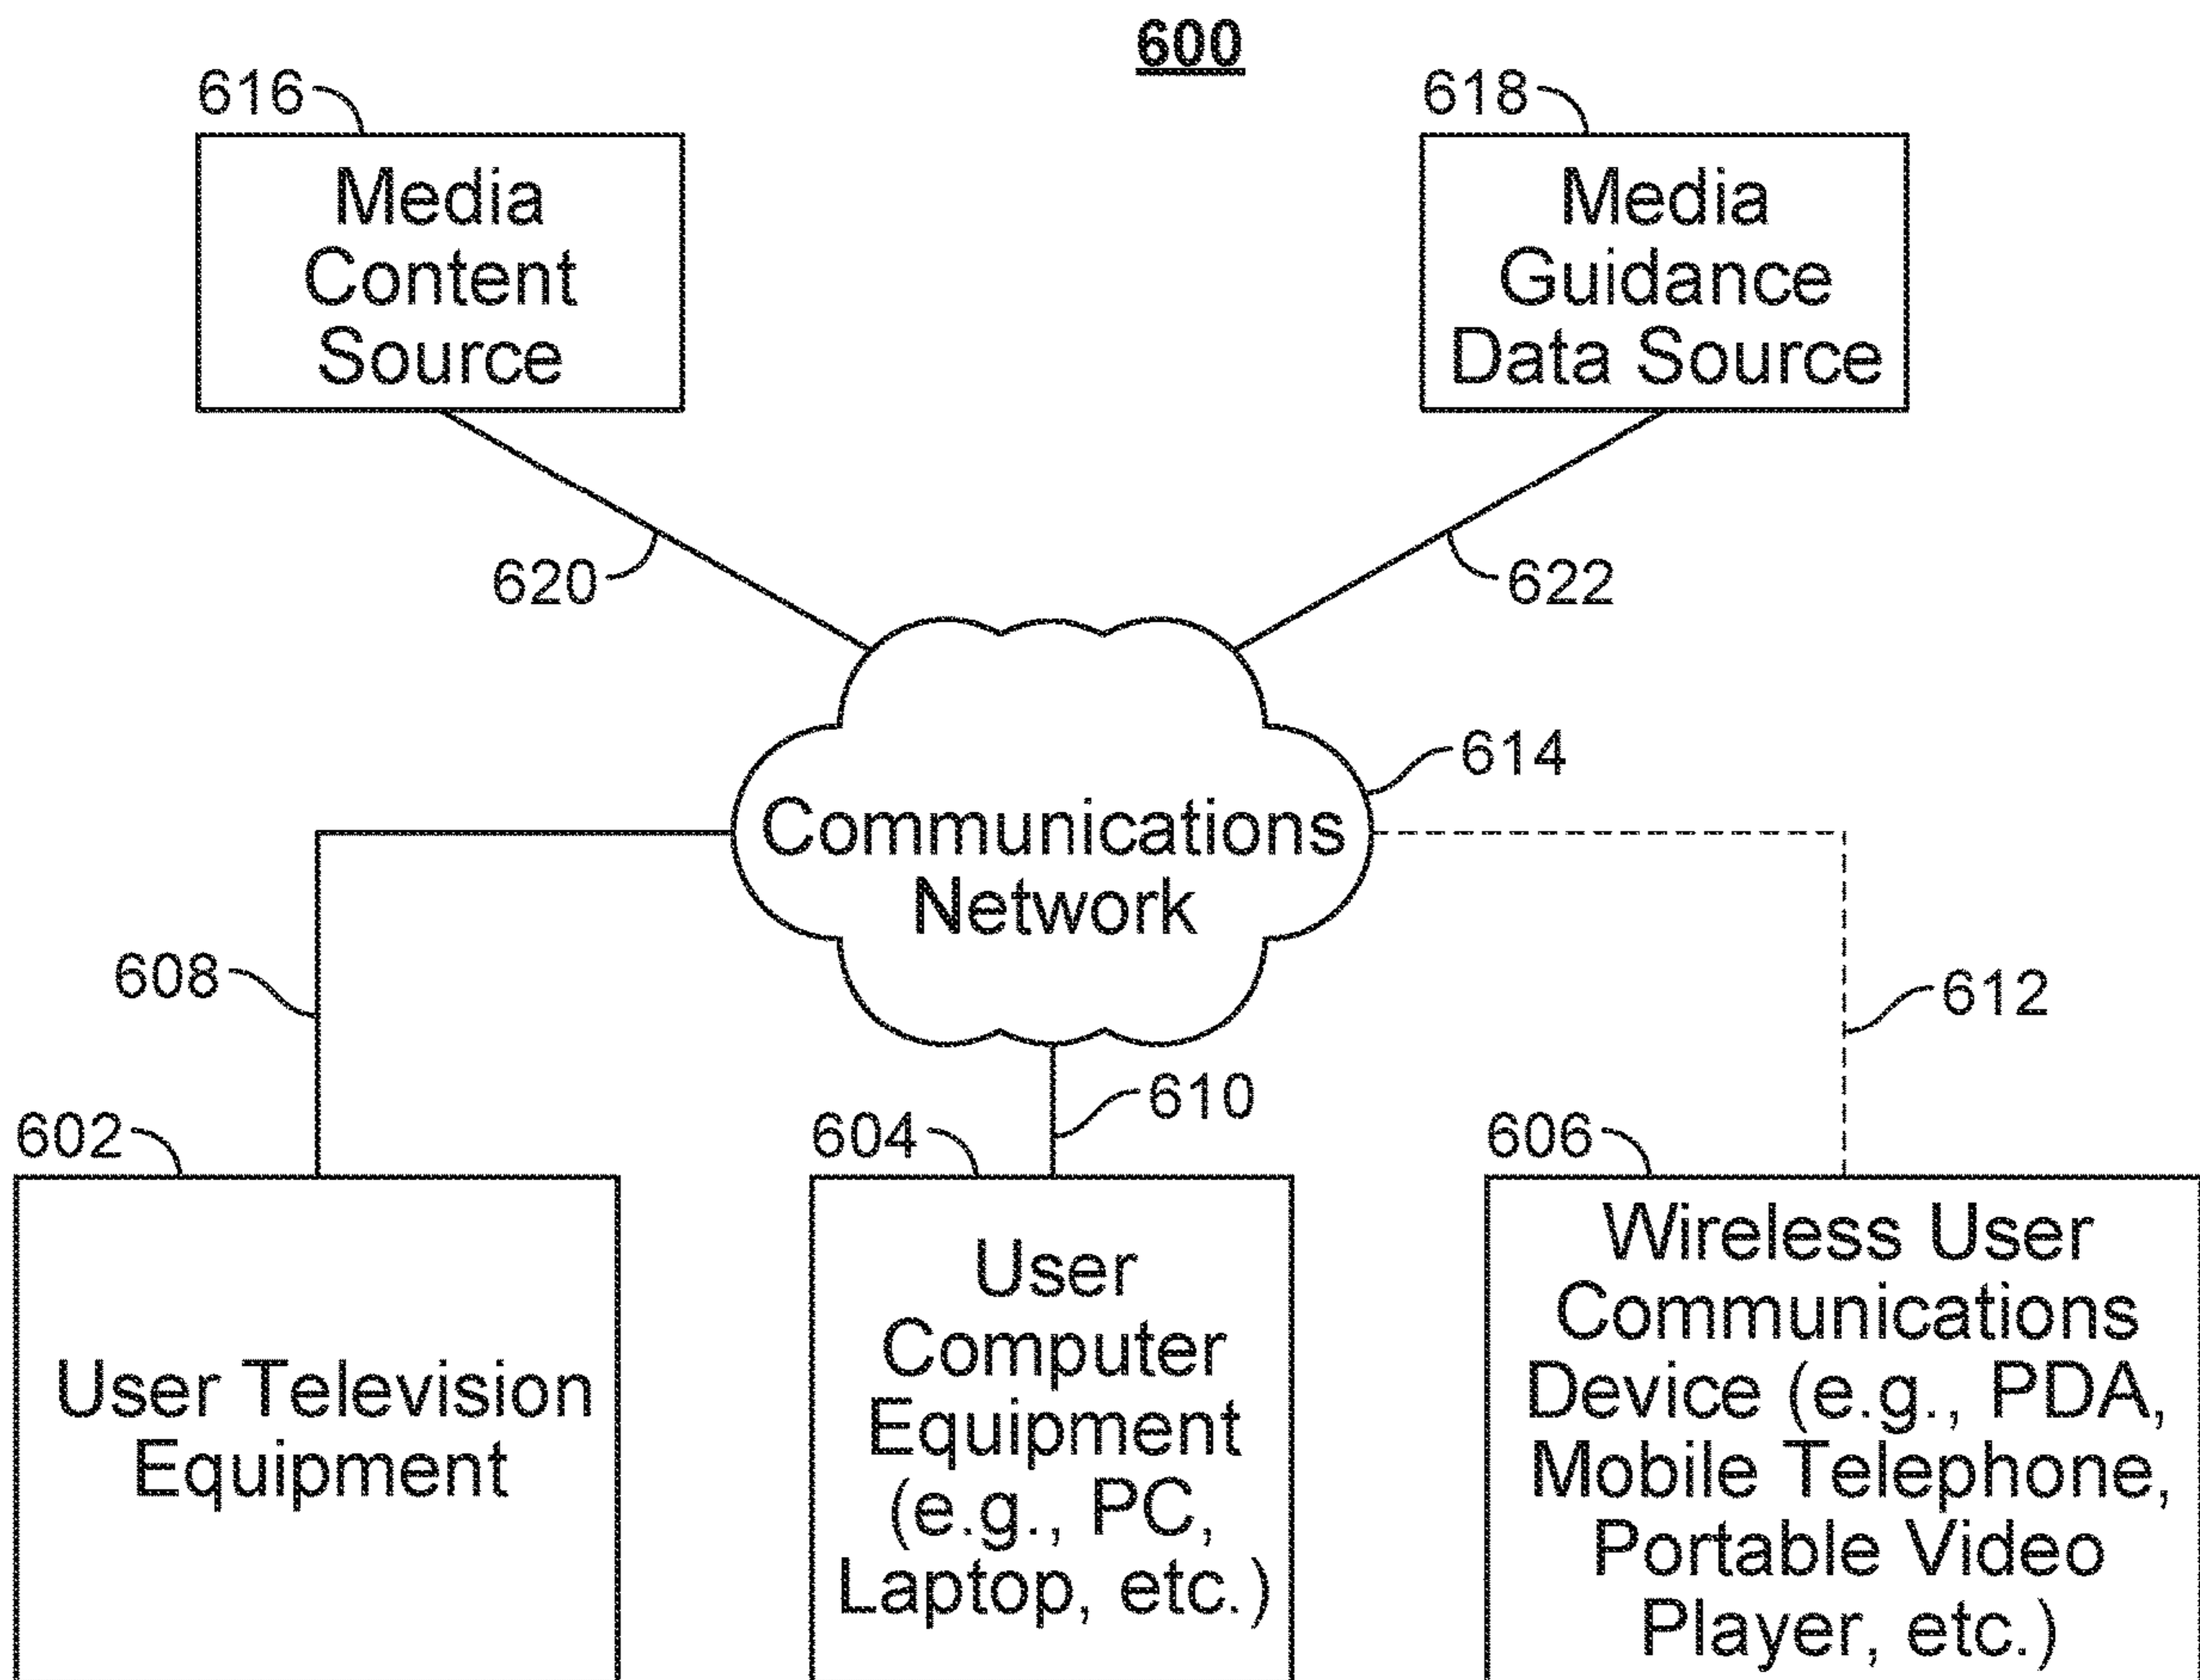 600
616
618
Media
Content
Source
Media
Guidance
Data Source
620
622
614
Communications
Network
608
612
610
602
604
606
User Television
Equipment
User
Computer
Equipment
(e.g., PC,
Laptop, etc.)
Wireless User
Communications
Device (e.g., PDA,
Mobile Telephone,
Portable Video
Player, etc.)